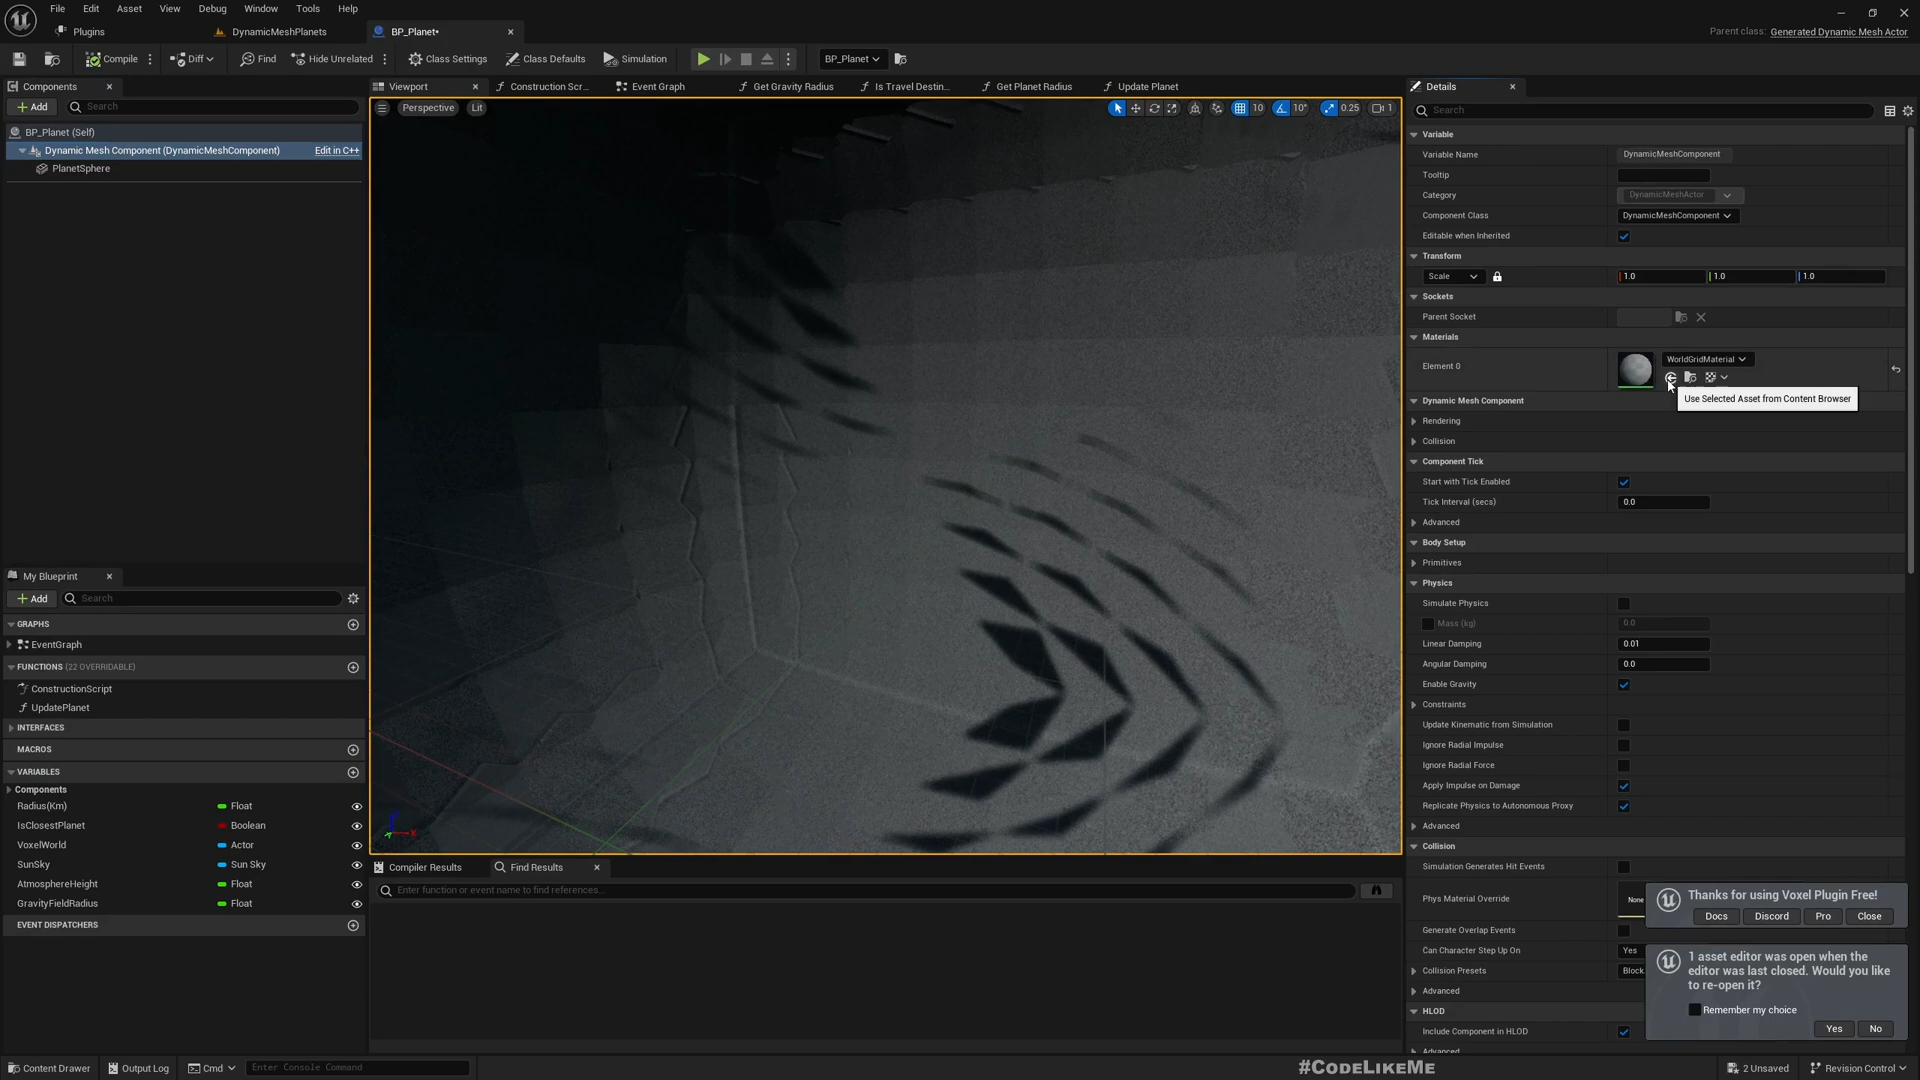 File Edit Asset View Debug Window Tools Help
Plugins DynamicMeshPlanets BP_Planet•
Parent class: Generated Dynamic Mesh Actor
Compile Diff Find Hide Unrelated Class Settings Class Defaults Simulation BP_Planet
Components
Viewport Construction Scr... Event Graph Get Gravity Radius Is Travel Destin... Get Planet Radius Update Planet
Details
Add Search
Perspective Lit 10 10° 0.25 1
Search
BP_Planet (Self)
Dynamic Mesh Component (DynamicMeshComponent) Edit in C++
PlanetSphere
Variable
Variable Name DynamicMeshComponent
Tooltip
Category DynamicMeshActor
Component Class DynamicMeshComponent
Editable when Inherited
Transform
Scale 1.0 1.0 1.0
Sockets
Parent Socket
Materials
Element 0 WorldGridMaterial
Use Selected Asset from Content Browser
Dynamic Mesh Component
Rendering
Collision
Component Tick
Start with Tick Enabled
Tick Interval (secs) 0.0
Advanced
Body Setup
Primitives
Physics
Simulate Physics
Mass (kg) 0.0
Linear Damping 0.01
Angular Damping 0.0
Enable Gravity
Constraints
Update Kinematic from Simulation
Ignore Radial Impulse
Ignore Radial Force
Apply Impulse on Damage
Replicate Physics to Autonomous Proxy
Advanced
Collision
Simulation Generates Hit Events
Phys Material Override None
Generate Overlap Events
Can Character Step Up On Yes
Collision Presets Block
Advanced
HLOD
Include Component in HLOD
Advanced
My Blueprint
Add Search
GRAPHS
EventGraph
FUNCTIONS (22 OVERRIDABLE)
ConstructionScript
UpdatePlanet
INTERFACES
MACROS
VARIABLES
Components
Radius(Km) Float
IsClosestPlanet Boolean
VoxelWorld Actor
SunSky Sun Sky
AtmosphereHeight Float
GravityFieldRadius Float
EVENT DISPATCHERS
Compiler Results Find Results
Enter function or event name to find references...
Thanks for using Voxel Plugin Free!
Docs Discord Pro Close
1 asset editor was open when the
editor was last closed. Would you like
to re-open it?
Remember my choice
Yes No
Content Drawer Output Log Cmd Enter Console Command
#CodeLikeMe
2 Unsaved Revision Control